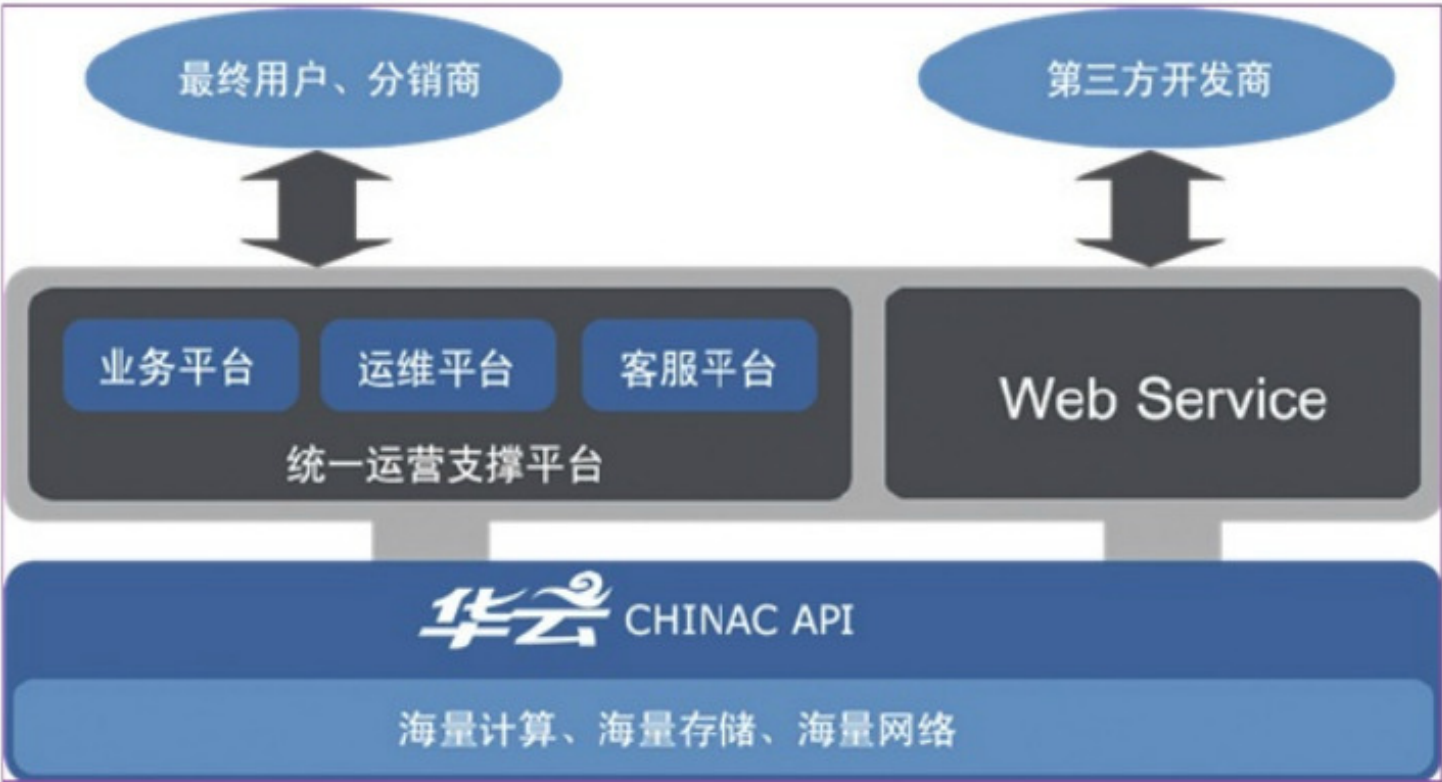 最终用户、分销商
第三方开发商
业务平台
运维平台
客服平台
Web Service
统一运营支撑平台
华云 CHINAC API
海量计算、海量存储、海量网络